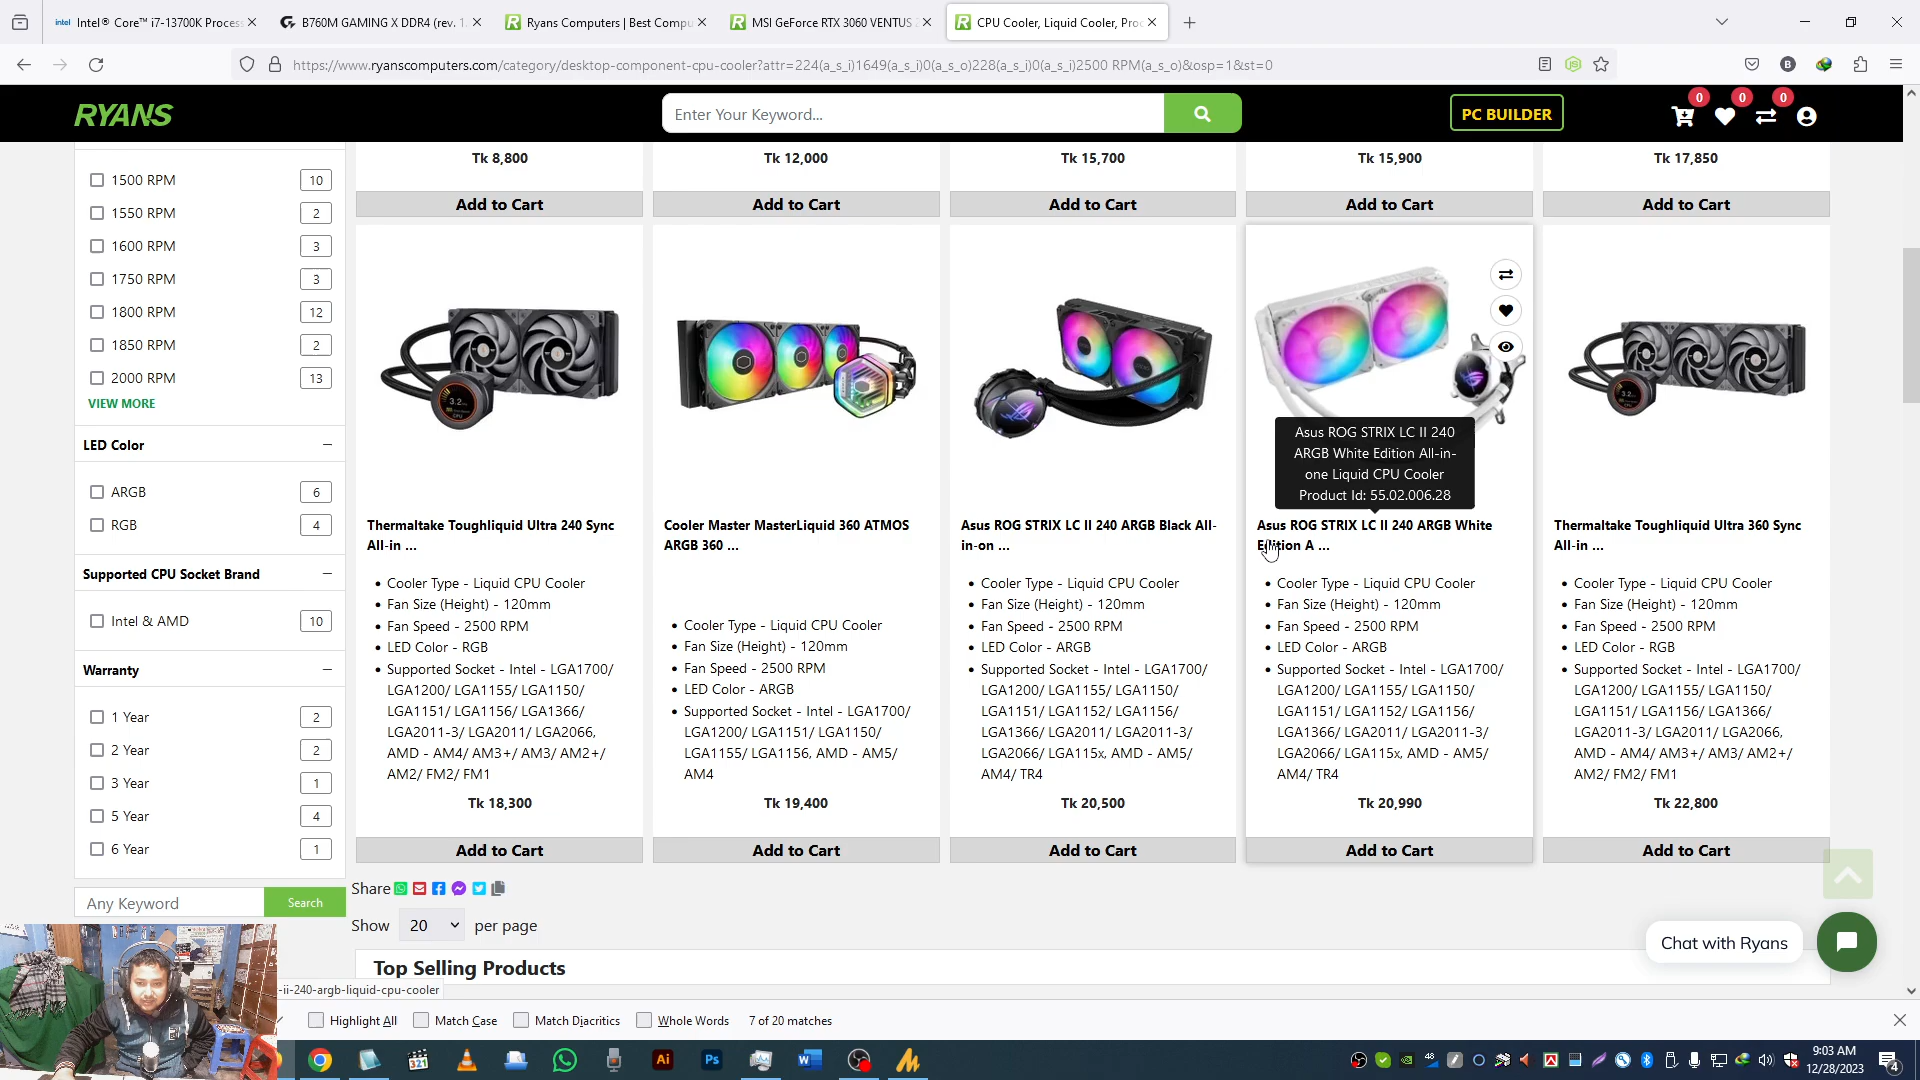 Intel® Core™ i7-13700K Process
B760M GAMING X DDR4 (rev. 1.
Ryans Computers | Best Compu
MSI GeForce RTX 3060 VENTUS 2
CPU Cooler, Liquid Cooler, Proc
https://www.ryanscomputers.com/category/desktop-component-cpu-cooler?attr=224(a_s_i)1649(a_s_i)0(a_s_o)228(a_s_i)0(a_s_i)2500 RPM(a_s_o)&osp=1&st=0
RYANS
Enter Your Keyword...
PC BUILDER
0
0
0
1500 RPM 10
1550 RPM 2
1600 RPM 3
1750 RPM 3
1800 RPM 12
1850 RPM 2
2000 RPM 13
VIEW MORE
LED Color
ARGB 6
RGB 4
Supported CPU Socket Brand
Intel & AMD 10
Warranty
1 Year 2
2 Year 2
3 Year 1
5 Year 4
6 Year 1
Any Keyword
Search
Tk 8,800
Add to Cart
Tk 12,000
Add to Cart
Tk 15,700
Add to Cart
Tk 15,900
Add to Cart
Tk 17,850
Add to Cart
Thermaltake Toughliquid Ultra 240 Sync
All-in ...
Cooler Type - Liquid CPU Cooler
Fan Size (Height) - 120mm
Fan Speed - 2500 RPM
LED Color - RGB
Supported Socket - Intel - LGA1700/
LGA1200/ LGA1155/ LGA1150/
LGA1151/ LGA1156/ LGA1366/
LGA2011-3/ LGA2011/ LGA2066,
AMD - AM4/ AM3+/ AM3/ AM2+/
AM2/ FM2/ FM1
Tk 18,300
Add to Cart
Cooler Master MasterLiquid 360 ATMOS
ARGB 360 ...
Cooler Type - Liquid CPU Cooler
Fan Size (Height) - 120mm
Fan Speed - 2500 RPM
LED Color - ARGB
Supported Socket - Intel - LGA1700/
LGA1200/ LGA1151/ LGA1150/
LGA1155/ LGA1156, AMD - AM5/
AM4
Tk 19,400
Add to Cart
Asus ROG STRIX LC II 240 ARGB Black All-
in-on ...
Cooler Type - Liquid CPU Cooler
Fan Size (Height) - 120mm
Fan Speed - 2500 RPM
LED Color - ARGB
Supported Socket - Intel - LGA1700/
LGA1200/ LGA1155/ LGA1150/
LGA1151/ LGA1152/ LGA1156/
LGA1366/ LGA2011/ LGA2011-3/
LGA2066/ LGA115x, AMD - AM5/
AM4/ TR4
Tk 20,500
Add to Cart
Asus ROG STRIX LC II 240
ARGB White Edition All-in-
one Liquid CPU Cooler
Product Id: 55.02.006.28
Asus ROG STRIX LC II 240 ARGB White
Edition A ...
Cooler Type - Liquid CPU Cooler
Fan Size (Height) - 120mm
Fan Speed - 2500 RPM
LED Color - ARGB
Supported Socket - Intel - LGA1700/
LGA1200/ LGA1155/ LGA1150/
LGA1151/ LGA1152/ LGA1156/
LGA1366/ LGA2011/ LGA2011-3/
LGA2066/ LGA115x, AMD - AM5/
AM4/ TR4
Tk 20,990
Add to Cart
Thermaltake Toughliquid Ultra 360 Sync
All-in ...
Cooler Type - Liquid CPU Cooler
Fan Size (Height) - 120mm
Fan Speed - 2500 RPM
LED Color - RGB
Supported Socket - Intel - LGA1700/
LGA1200/ LGA1155/ LGA1150/
LGA1151/ LGA1156/ LGA1366/
LGA2011-3/ LGA2011/ LGA2066,
AMD - AM4/ AM3+/ AM3/ AM2+/
AM2/ FM2/ FM1
Tk 22,800
Add to Cart
Share
Show 20 per page
Top Selling Products
Chat with Ryans
-ii-240-argb-liquid-cpu-cooler
Highlight All
Match Case
Match Diacritics
Whole Words
7 of 20 matches
9:03 AM
12/28/2023